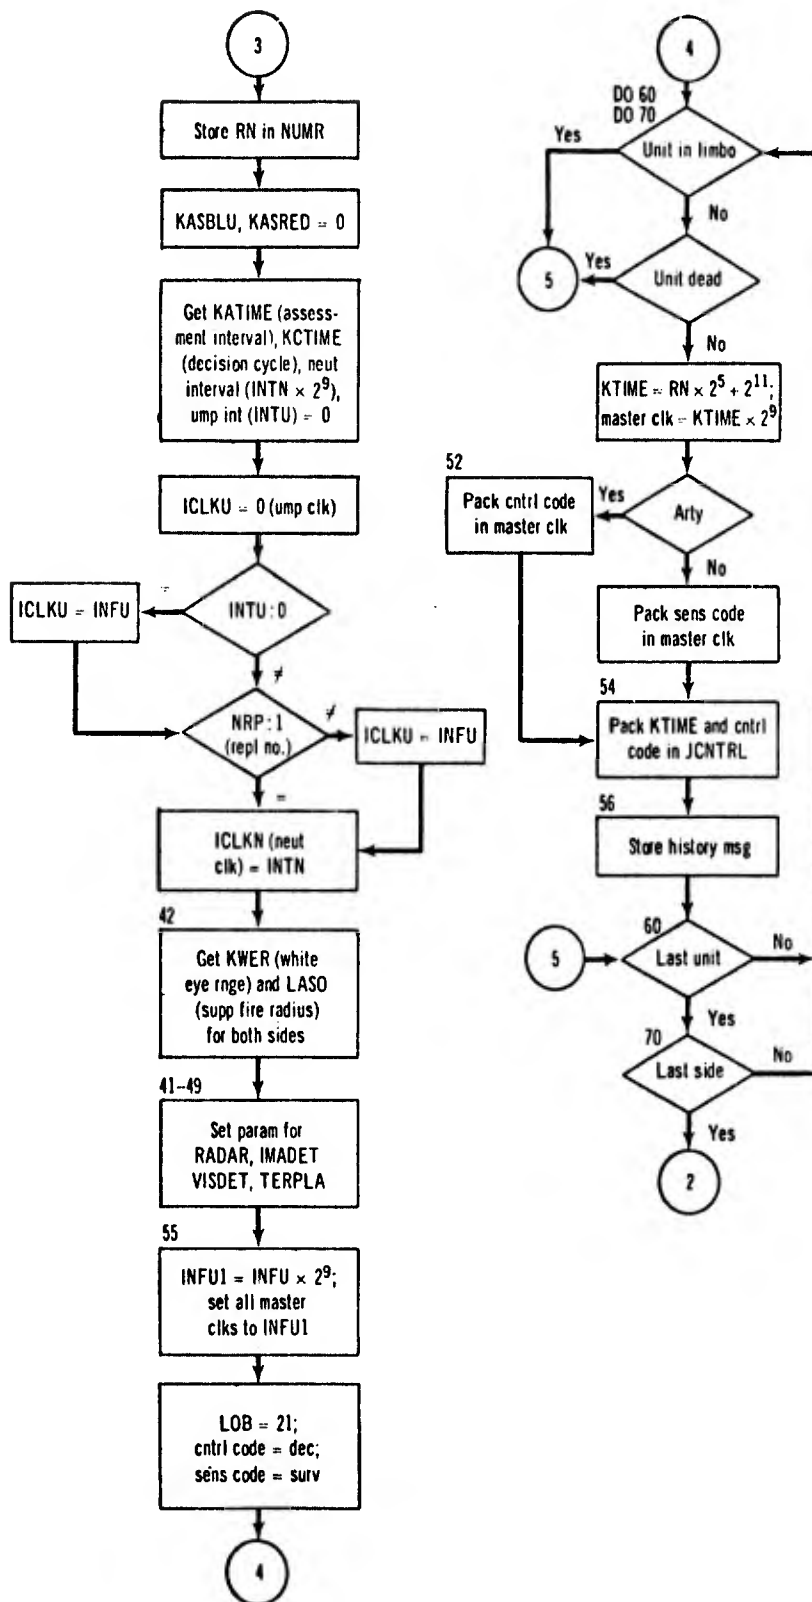 3
Store RN in NUMR
KASBLU, KASRED = 0
Get KATIME (assess-
ment interval), KCTIME
(decision cycle), neut
interval (INTN × 2⁹),
ump int (INTU) = 0
ICLKU = 0 (ump clk)
INTU : 0
=
ICLKU = INFU
≠
NRP : 1
(repl no.)
≠
ICLKU = INFU
=
ICLKN (neut
clk) = INTN
42
Get KWER (white
eye rnge) and LASO
(supp fire radius)
for both sides
41–49
Set param for
RADAR, IMADET
VISDET, TERPLA
55
INFU1 = INFU × 2⁹;
set all master
clks to INFU1
LOB = 21;
cntrl code = dec;
sens code = surv
4
4
DO 60
DO 70
Unit in limbo
Yes
No
5
Yes
Unit dead
No
KTIME = RN × 2⁵ + 2¹¹;
master clk = KTIME × 2⁹
52
Pack cntrl code
in master clk
Yes
Arty
No
Pack sens code
in master clk
54
Pack KTIME and cntrl
code in JCNTRL
56
Store history msg
5
60
Last unit
No
Yes
70
Last side
No
Yes
2